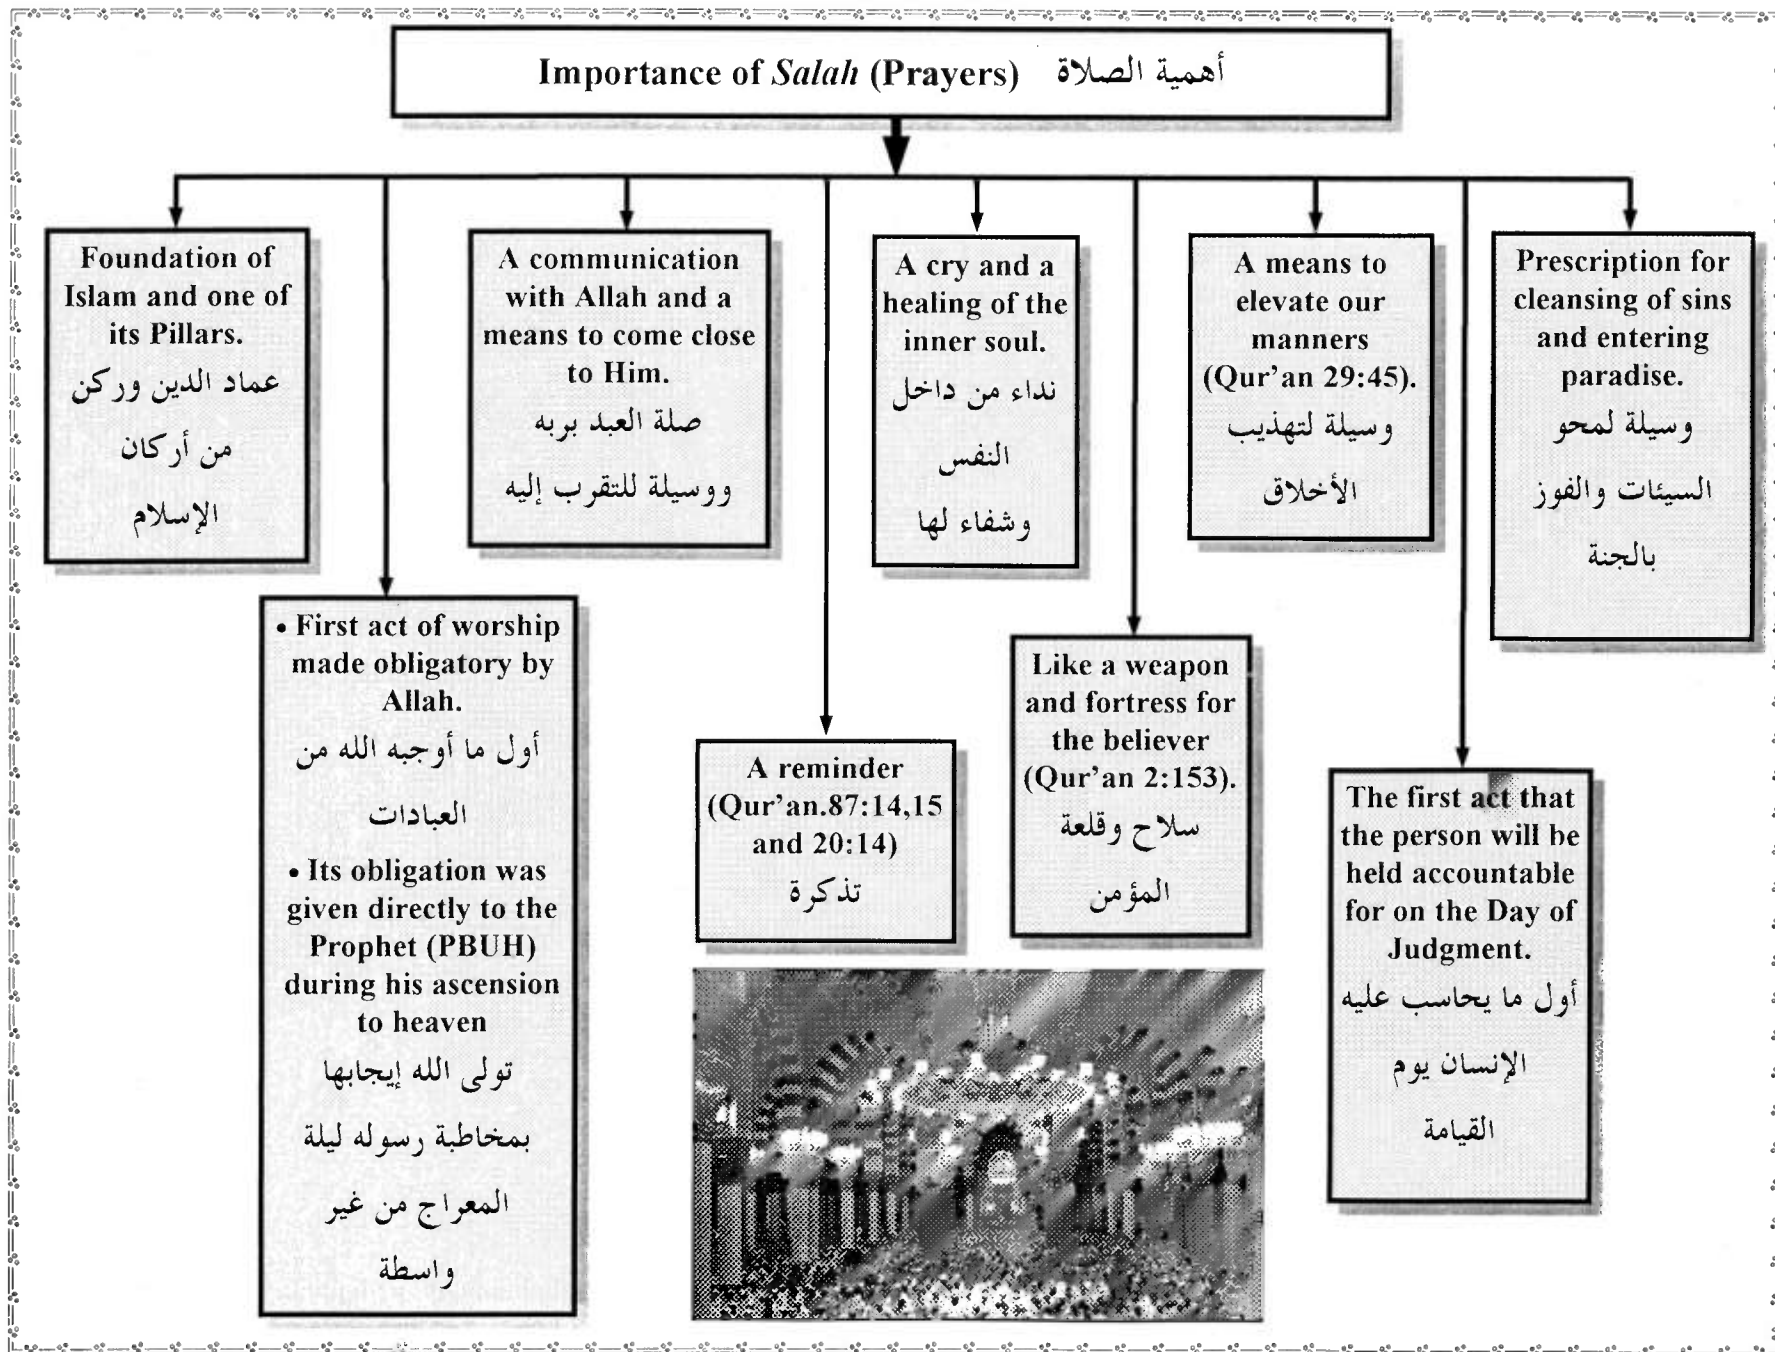 Importance of Salah (Prayers) أهمية الصلاة
Foundation of
Islam and one of
its Pillars.
عماد الدين وركن
من أركان
الإسلام
• First act of worship
made obligatory by
Allah.
أول ما أوجبه الله من
العبادات
• Its obligation was
given directly to the
Prophet (PBUH)
during his ascension
to heaven
تولى الله إيجابها
بمخاطبة رسوله ليلة
المعراج من غير
واسطة
A communication
with Allah and a
means to come close
to Him.
صلة العبد بربه
ووسيلة للتقرب إليه
A reminder
(Qur’an.87:14,15
and 20:14)
تذكرة
A cry and a
healing of the
inner soul.
نداء من داخل
النفس
وشفاء لها
Like a weapon
and fortress for
the believer
(Qur’an 2:153).
سلاح وقلعة
المؤمن
A means to
elevate our
manners
(Qur’an 29:45).
وسيلة لتهذيب
الأخلاق
The first act that
the person will be
held accountable
for on the Day of
Judgment.
أول ما يحاسب عليه
الإنسان يوم
القيامة
Prescription for
cleansing of sins
and entering
paradise.
وسيلة لمحو
السيئات والفوز
بالجنة